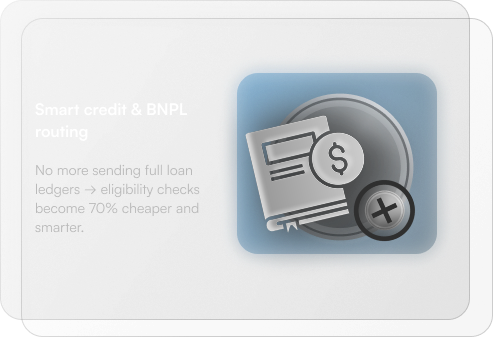 Smart credit & BNPL
routing
No more sending full loan
ledgers → eligibility checks
become 70% cheaper and
smarter.
$